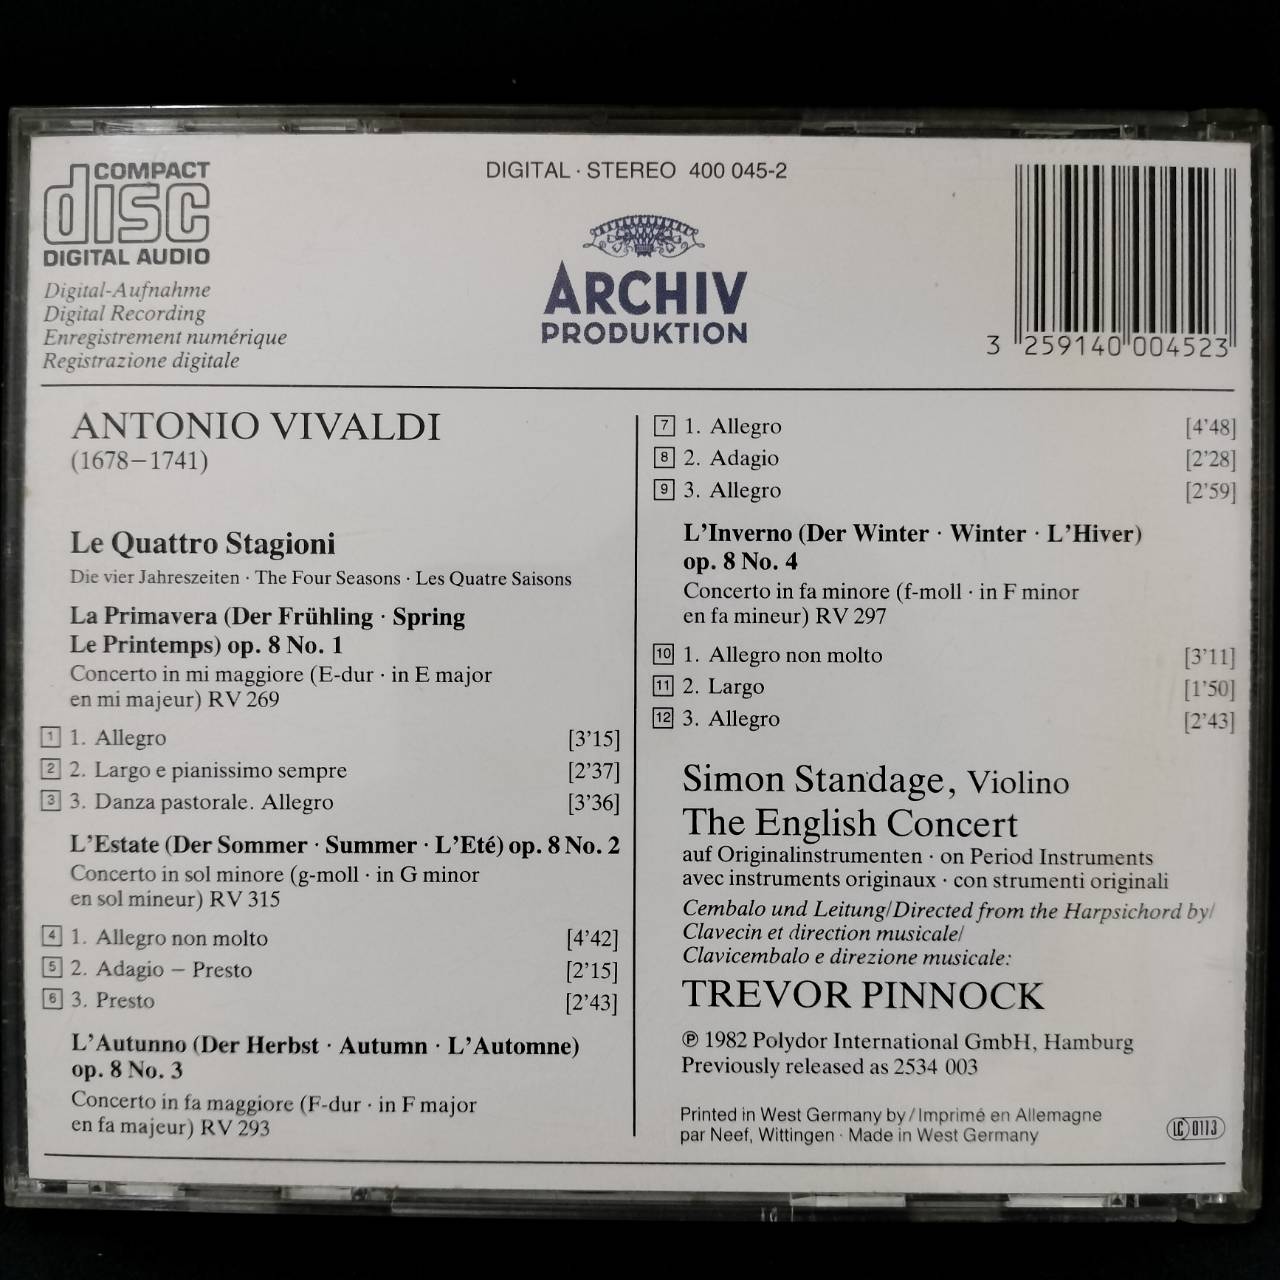 COMPACT
disc
DIGITAL AUDIO
Digital-Aufnahme
Digital Recording
Enregistrement numérique
Registrazione digitale
DIGITAL · STEREO 400 045-2
ARCHIV
PRODUKTION
3 259140 004523
ANTONIO VIVALDI
(1678–1741)
Le Quattro Stagioni
Die vier Jahreszeiten · The Four Seasons · Les Quatre Saisons
La Primavera (Der Frühling · Spring
Le Printemps) op. 8 No. 1
Concerto in mi maggiore (E-dur · in E major
en mi majeur) RV 269
1 1. Allegro [3'15]
2 2. Largo e pianissimo sempre [2'37]
3 3. Danza pastorale. Allegro [3'36]
L'Estate (Der Sommer · Summer · L'Eté) op. 8 No. 2
Concerto in sol minore (g-moll · in G minor
en sol mineur) RV 315
4 1. Allegro non molto [4'42]
5 2. Adagio – Presto [2'15]
6 3. Presto [2'43]
L'Autunno (Der Herbst · Autumn · L'Automne)
op. 8 No. 3
Concerto in fa maggiore (F-dur · in F major
en fa majeur) RV 293
7 1. Allegro [4'48]
8 2. Adagio [2'28]
9 3. Allegro [2'59]
L'Inverno (Der Winter · Winter · L'Hiver)
op. 8 No. 4
Concerto in fa minore (f-moll · in F minor
en fa mineur) RV 297
10 1. Allegro non molto [3'11]
11 2. Largo [1'50]
12 3. Allegro [2'43]
Simon Standage, Violino
The English Concert
auf Originalinstrumenten · on Period Instruments
avec instruments originaux · con strumenti originali
Cembalo und Leitung/Directed from the Harpsichord by/
Clavecin et direction musicale/
Clavicembalo e direzione musicale:
TREVOR PINNOCK
℗ 1982 Polydor International GmbH, Hamburg
Previously released as 2534 003
Printed in West Germany by / Imprimé en Allemagne
par Neef, Wittingen · Made in West Germany
LC 0113